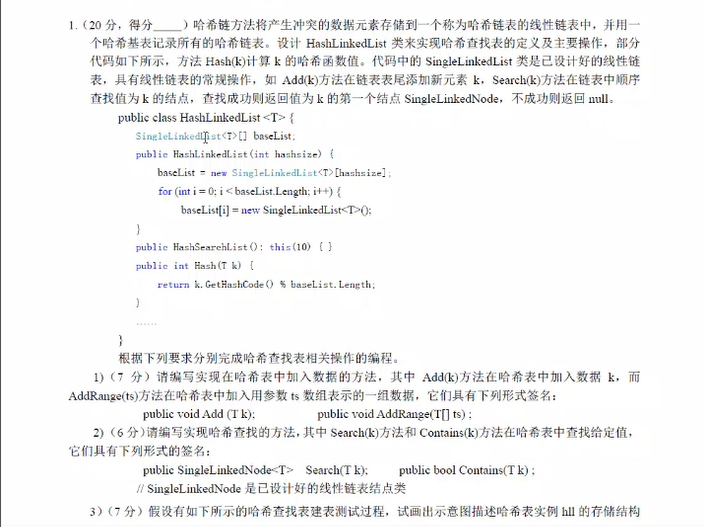 1.（20 分，得分_____）哈希链方法将产生冲突的数据元素存储到一个称为哈希链表的线性链表中，并用一
个哈希基表记录所有的哈希链表。设计 HashLinkedList 类来实现哈希查找表的定义及主要操作，部分
代码如下所示，方法 Hash(k)计算 k 的哈希函数值。代码中的 SingleLinkedList 类是已设计好的线性链
表，具有线性链表的常规操作，如 Add(k)方法在链表表尾添加新元素 k，Search(k)方法在链表中顺序
查找值为 k 的结点，查找成功则返回值为 k 的第一个结点 SingleLinkedNode，不成功则返回 null。
public class HashLinkedList <T> {
SingleLinkedList<T>[] baseList;
public HashLinkedList(int hashsize) {
baseList = new SingleLinkedList<T>[hashsize];
for (int i = 0; i < baseList.Length; i++) {
baseList[i] = new SingleLinkedList<T>();
}
public HashSearchList(): this(10) { }
public int Hash(T k) {
return k.GetHashCode() % baseList.Length;
}
......
}
根据下列要求分别完成哈希查找表相关操作的编程。
1)（7 分）请编写实现在哈希表中加入数据的方法，其中 Add(k)方法在哈希表中加入数据 k，而
AddRange(ts)方法在哈希表中加入用参数 ts 数组表示的一组数据，它们具有下列形式签名：
public void Add (T k); public void AddRange(T[] ts) ;
2)（6 分）请编写实现哈希查找的方法，其中 Search(k)方法和 Contains(k)方法在哈希表中查找给定值，
它们具有下列形式的签名：
public SingleLinkedNode<T> Search(T k); public bool Contains(T k) ;
// SingleLinkedNode 是已设计好的线性链表结点类
3)（7 分）假设有如下所示的哈希查找表建表测试过程，试画出示意图描述哈希表实例 hll 的存储结构